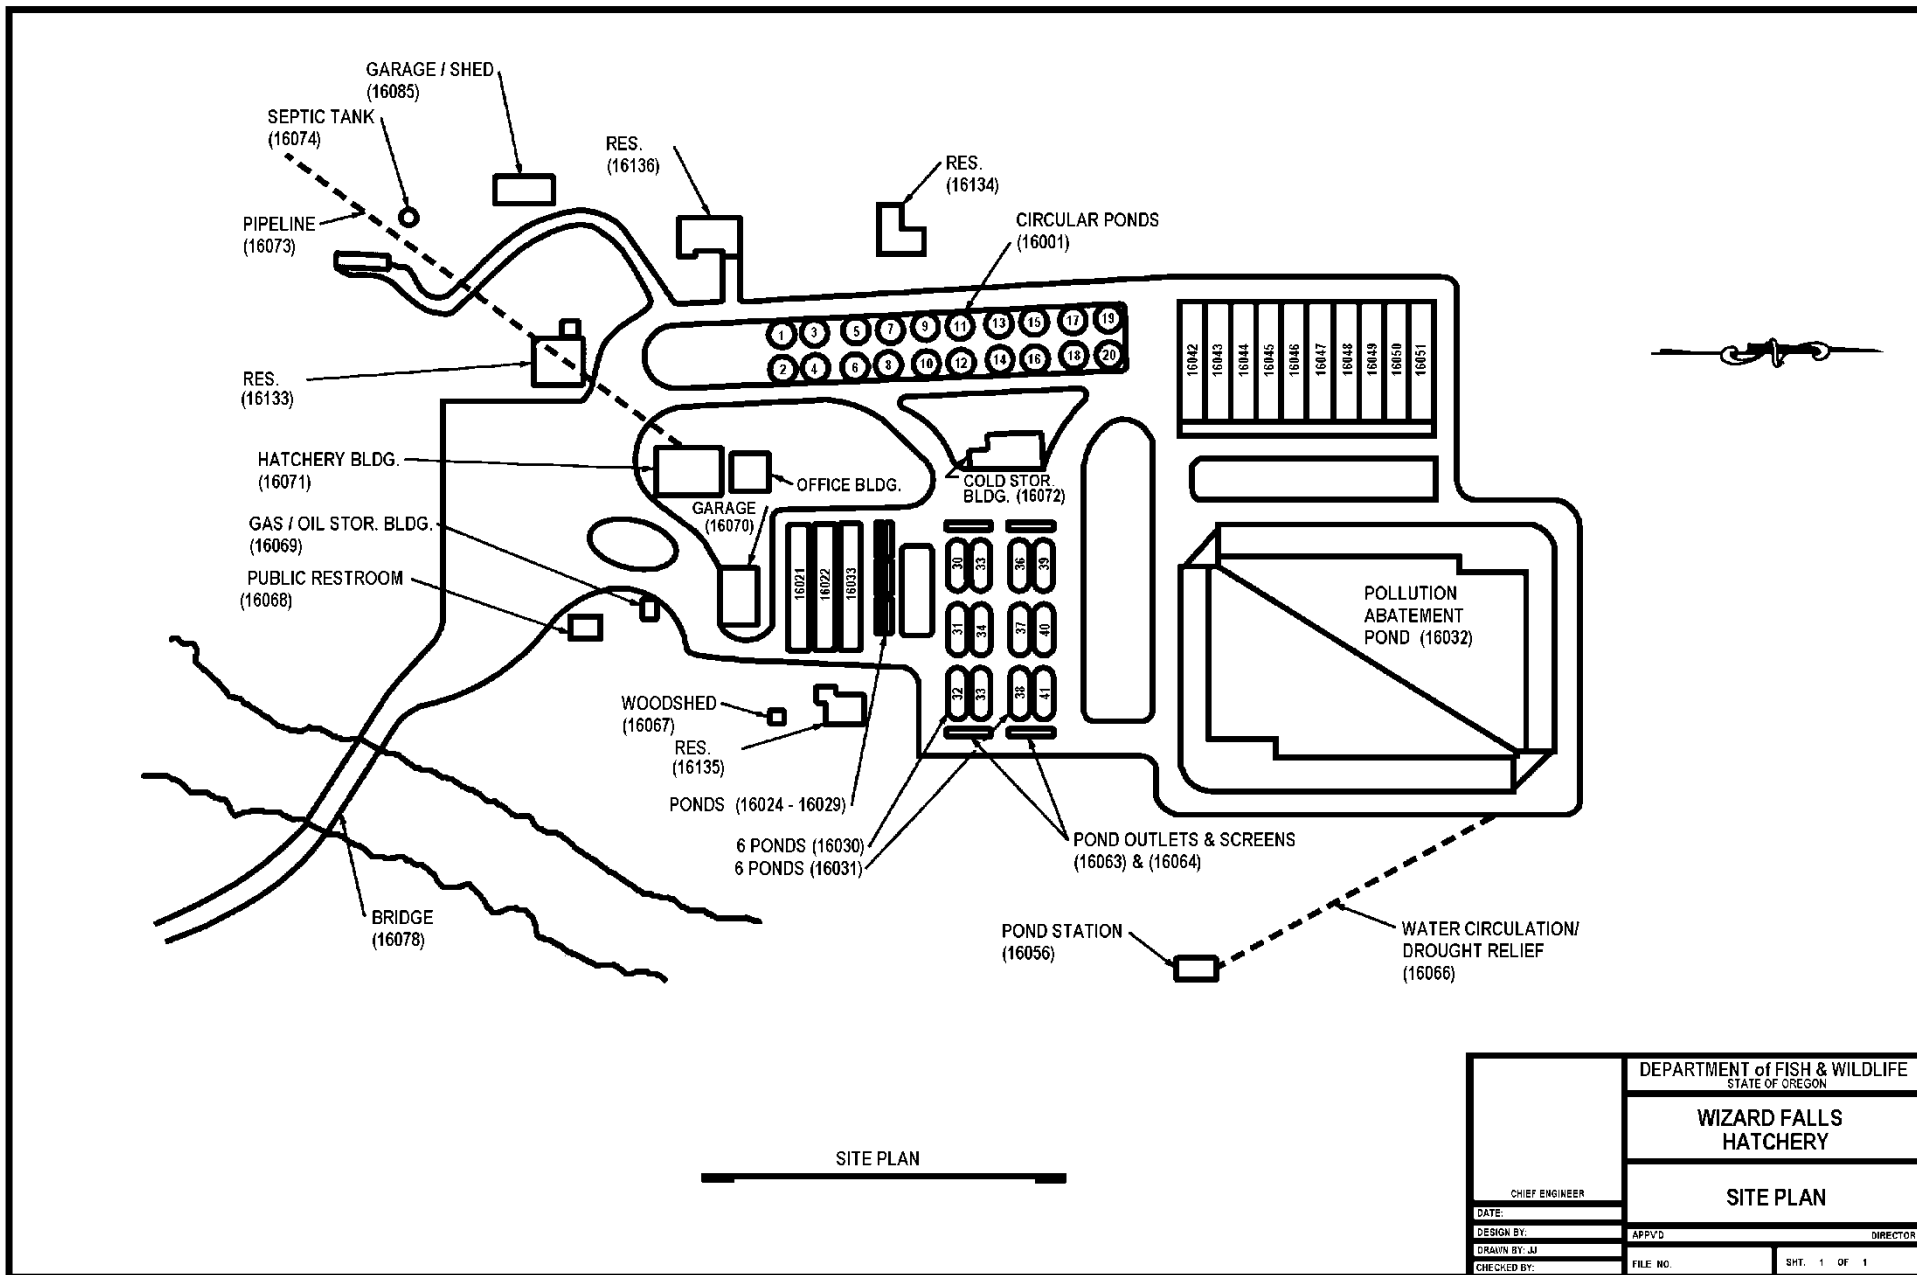 GARAGE / SHED
(16085)
SEPTIC TANK
(16074)
RES.
(16136)
RES.
(16134)
PIPELINE
(16073)
CIRCULAR PONDS
(16001)
1 3 5 7 9 11 13 15 17 19
2 4 6 8 10 12 14 16 18 20
16042 16043 16044 16045 16046 16047 16048 16049 16050 16051
RES.
(16133)
HATCHERY BLDG.
(16071)
OFFICE BLDG.
COLD STOR.
BLDG. (16072)
GARAGE
(16070)
GAS / OIL STOR. BLDG.
(16069)
PUBLIC RESTROOM
(16068)
16021 16022 16033
30 33 36 39
31 34 37 40
32 33 38 41
POLLUTION
ABATEMENT
POND (16032)
WOODSHED
(16067)
RES.
(16135)
PONDS (16024 - 16029)
6 PONDS (16030)
6 PONDS (16031)
POND OUTLETS & SCREENS
(16063) & (16064)
BRIDGE
(16078)
POND STATION
(16056)
WATER CIRCULATION/
DROUGHT RELIEF
(16066)
SITE PLAN
DEPARTMENT of FISH & WILDLIFE
STATE OF OREGON
WIZARD FALLS
HATCHERY
SITE PLAN
CHIEF ENGINEER
DATE:
DESIGN BY:
DRAWN BY: JJ
CHECKED BY:
APPV'D DIRECTOR
FILE NO. SHT. 1 OF 1